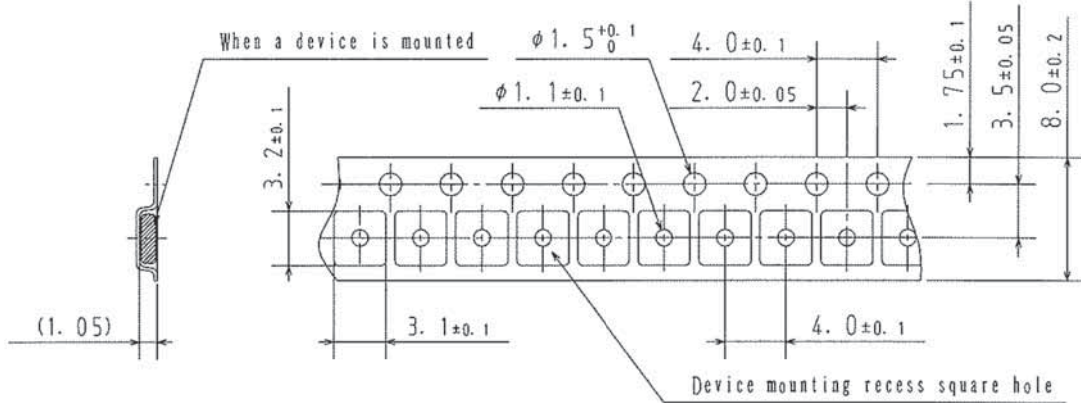 When a device is mounted
φ1.5 +0.1 0
4.0±0.1
φ1.1±0.1
2.0±0.05
1.75±0.1
3.5±0.05
8.0±0.2
3.2±0.1
(1.05)
3.1±0.1
4.0±0.1
Device mounting recess square hole